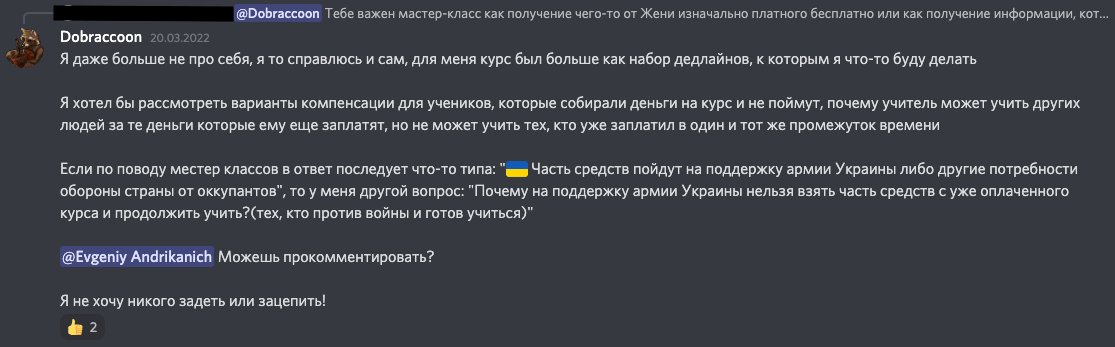 @Dobraccoon Тебе важен мастер-класс как получение чего-то от Жени изначально платного бесплатно или как получение информации, кот...
Dobraccoon 20.03.2022
Я даже больше не про себя, я то справлюсь и сам, для меня курс был больше как набор дедлайнов, к которым я что-то буду делать
Я хотел бы рассмотреть варианты компенсации для учеников, которые собирали деньги на курс и не поймут, почему учитель может учить других
людей за те деньги которые ему еще заплатят, но не может учить тех, кто уже заплатил в один и тот же промежуток времени
Если по поводу местер классов в ответ последует что-то типа: "🇺🇦 Часть средств пойдут на поддержку армии Украины либо другие потребности
обороны страны от оккупантов", то у меня другой вопрос: "Почему на поддержку армии Украины нельзя взять часть средств с уже оплаченного
курса и продолжить учить?(тех, кто против войны и готов учиться)"
@Evgeniy Andrikanich Можешь прокомментировать?
Я не хочу никого задеть или зацепить!
👍 2